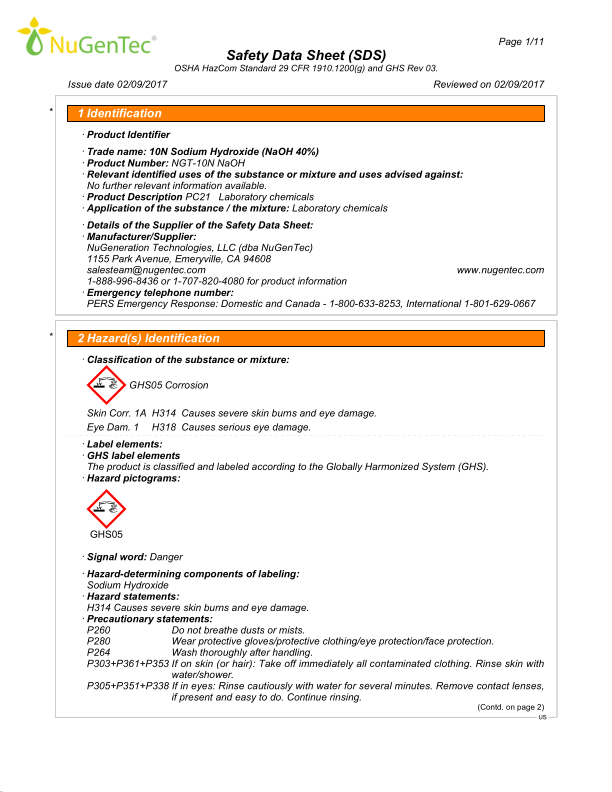 NuGenTec®
Page 1/11
Safety Data Sheet (SDS)
OSHA HazCom Standard 29 CFR 1910.1200(g) and GHS Rev 03.
Issue date 02/09/2017 Reviewed on 02/09/2017
* 1 Identification
· Product Identifier
· Trade name: 10N Sodium Hydroxide (NaOH 40%)
· Product Number: NGT-10N NaOH
· Relevant identified uses of the substance or mixture and uses advised against:
No further relevant information available.
· Product Description PC21 Laboratory chemicals
· Application of the substance / the mixture: Laboratory chemicals
· Details of the Supplier of the Safety Data Sheet:
· Manufacturer/Supplier:
NuGeneration Technologies, LLC (dba NuGenTec)
1155 Park Avenue, Emeryville, CA 94608
salesteam@nugentec.com www.nugentec.com
1-888-996-8436 or 1-707-820-4080 for product information
· Emergency telephone number:
PERS Emergency Response: Domestic and Canada - 1-800-633-8253, International 1-801-629-0667
* 2 Hazard(s) Identification
· Classification of the substance or mixture:
GHS05 Corrosion
Skin Corr. 1A H314 Causes severe skin burns and eye damage.
Eye Dam. 1 H318 Causes serious eye damage.
· Label elements:
· GHS label elements
The product is classified and labeled according to the Globally Harmonized System (GHS).
· Hazard pictograms:
GHS05
· Signal word: Danger
· Hazard-determining components of labeling:
Sodium Hydroxide
· Hazard statements:
H314 Causes severe skin burns and eye damage.
· Precautionary statements:
P260 Do not breathe dusts or mists.
P280 Wear protective gloves/protective clothing/eye protection/face protection.
P264 Wash thoroughly after handling.
P303+P361+P353 If on skin (or hair): Take off immediately all contaminated clothing. Rinse skin with
water/shower.
P305+P351+P338 If in eyes: Rinse cautiously with water for several minutes. Remove contact lenses,
if present and easy to do. Continue rinsing.
(Contd. on page 2)
US